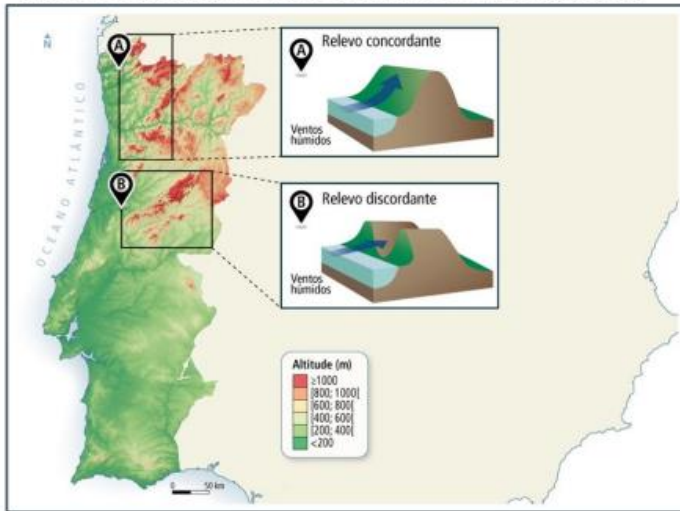 N
OCEANO ATLÂNTICO
A
B
A
Relevo concordante
Ventos
húmidos
B
Relevo discordante
Ventos
húmidos
Altitude (m)
≥1000
[800; 1000[
[600; 800[
[400; 600[
[200; 400[
<200
0 50 km